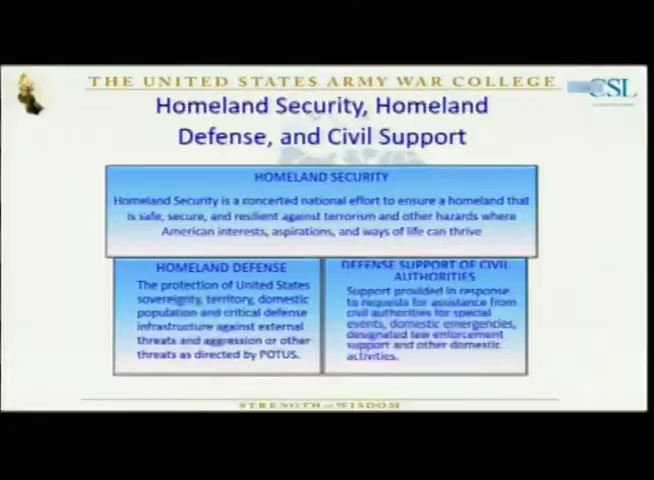 THE UNITED STATES ARMY WAR COLLEGE
CSL
Homeland Security, Homeland
Defense, and Civil Support
HOMELAND SECURITY
Homeland Security is a concerted national effort to ensure a homeland that
is safe, secure, and resilient against terrorism and other hazards where
American interests, aspirations, and ways of life can thrive
HOMELAND DEFENSE
The protection of United States
sovereignty, territory, domestic
population and critical defense
infrastructure against external
threats and aggression or other
threats as directed by POTUS.
DEFENSE SUPPORT OF CIVIL
AUTHORITIES
Support provided in response
to requests for assistance from
civil authorities for special
events, domestic emergencies,
designated law enforcement
support and other domestic
activities.
STRENGTH of WISDOM